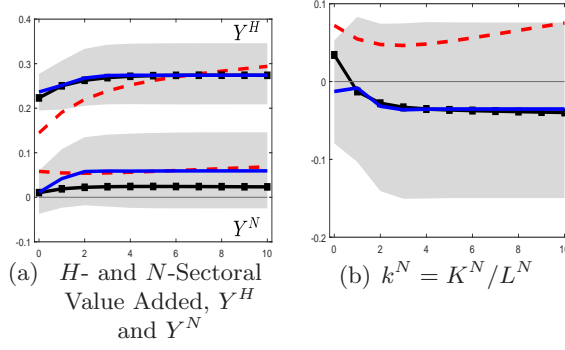 0.4
0.3
0.2
0.1
0
-0.1
0 2 4 6 8 10
Y^H
Y^N
0.1
0
-0.1
-0.2
0 2 4 6 8 10
(a) H- and N-Sectoral
Value Added, Y^H
and Y^N
(b) k^N = K^N/L^N